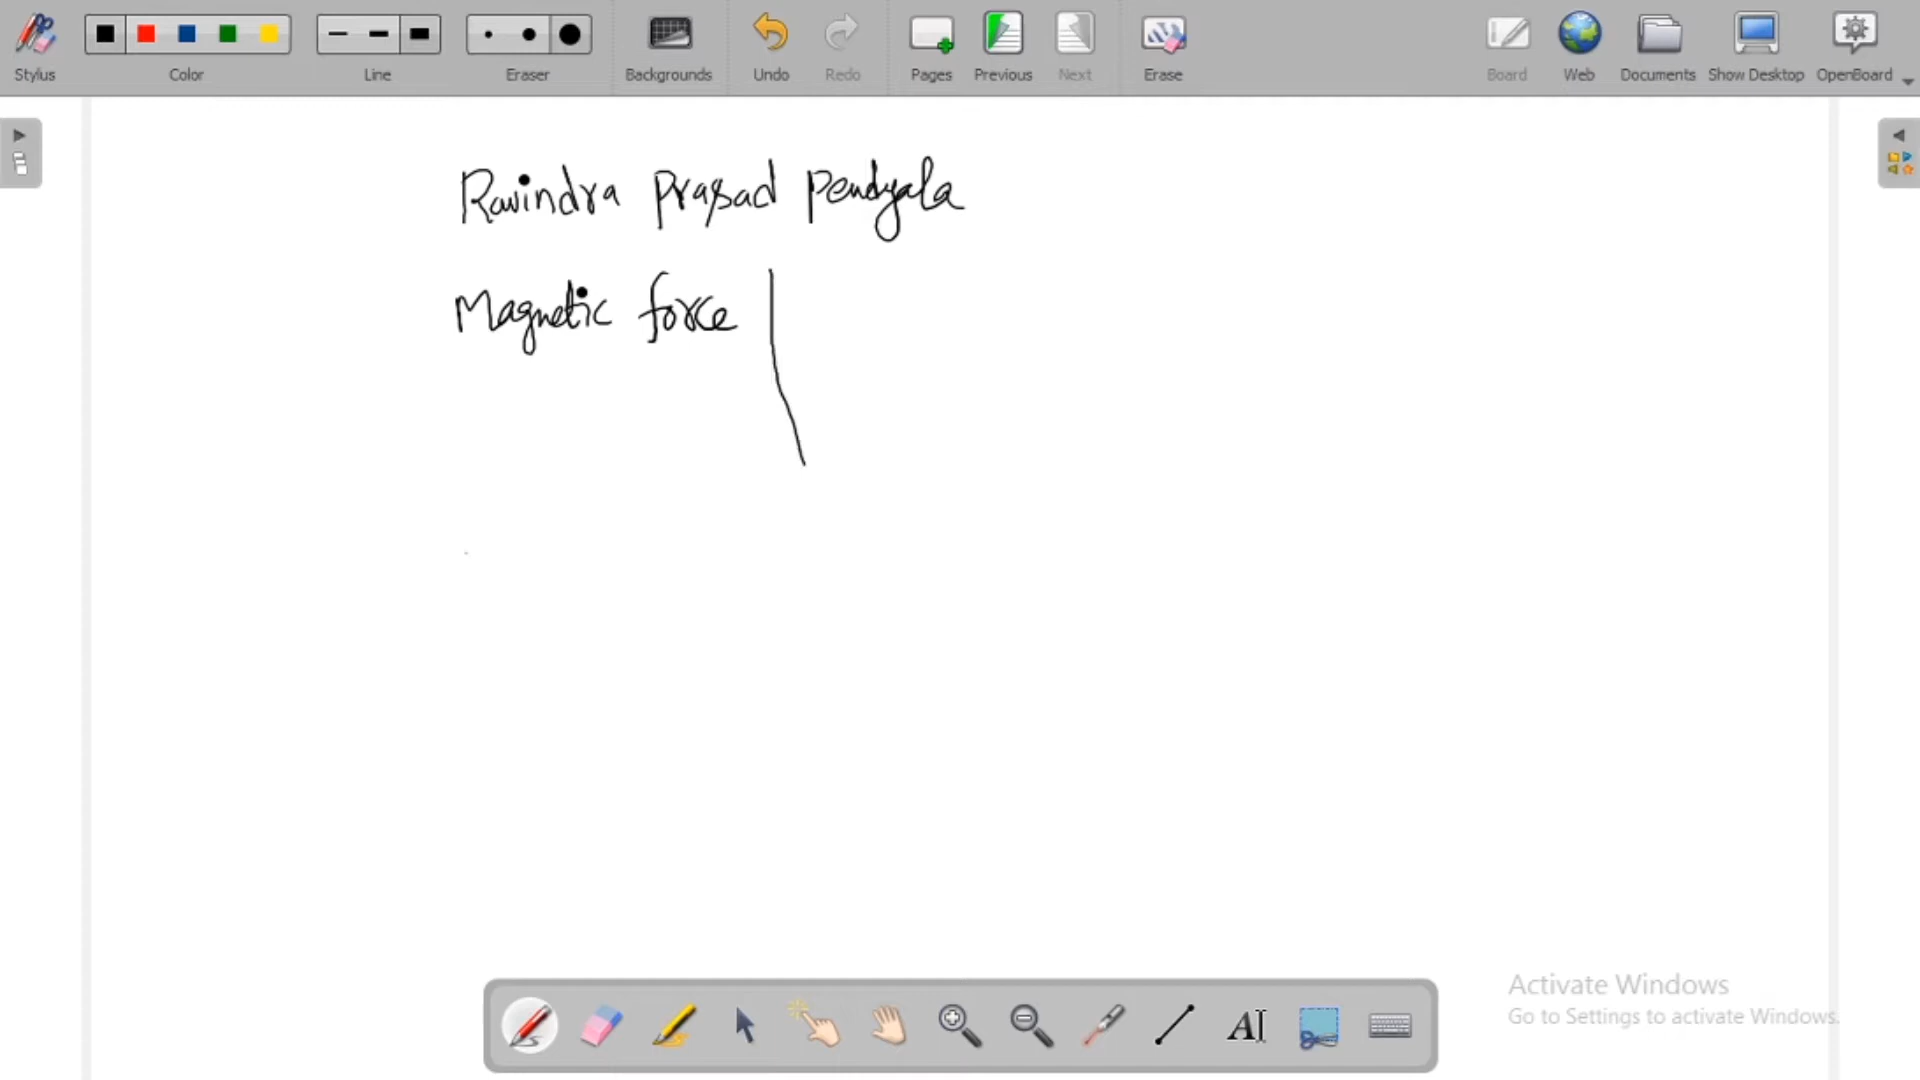 Stylus Color Line Eraser Backgrounds Undo Redo Pages Previous Next Erase Board Web Documents Show Desktop OpenBoard
Ravindra Prasad Pendyala
Magnetic force
Activate Windows
Go to Settings to activate Windows.